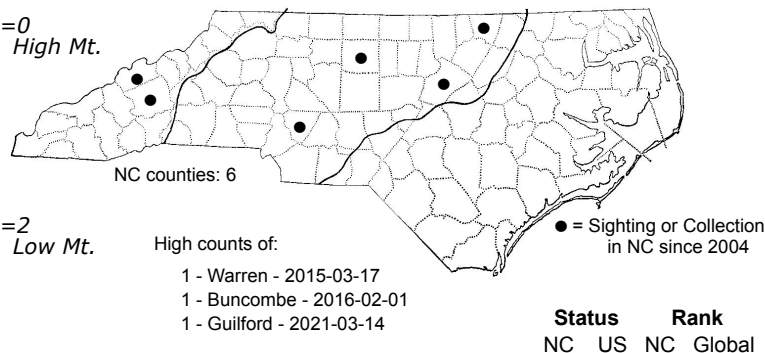 =0
High Mt.
NC counties: 6
=2
Low Mt.
High counts of:
1 - Warren - 2015-03-17
1 - Buncombe - 2016-02-01
1 - Guilford - 2021-03-14
● = Sighting or Collection
in NC since 2004
Status Rank
NC US NC Global